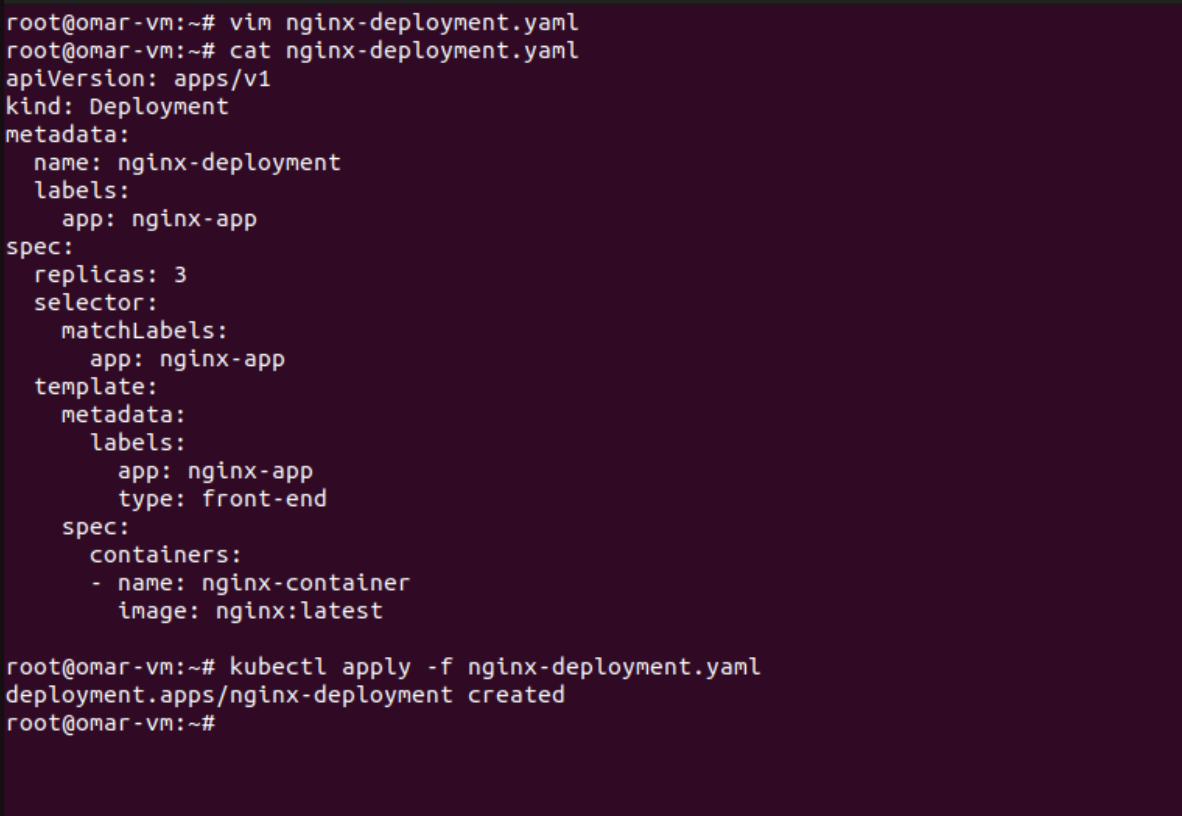 root@omar-vm:~# vim nginx-deployment.yaml
root@omar-vm:~# cat nginx-deployment.yaml
apiVersion: apps/v1
kind: Deployment
metadata:
  name: nginx-deployment
  labels:
    app: nginx-app
spec:
  replicas: 3
  selector:
    matchLabels:
      app: nginx-app
  template:
    metadata:
      labels:
        app: nginx-app
        type: front-end
    spec:
      containers:
      - name: nginx-container
        image: nginx:latest

root@omar-vm:~# kubectl apply -f nginx-deployment.yaml
deployment.apps/nginx-deployment created
root@omar-vm:~#